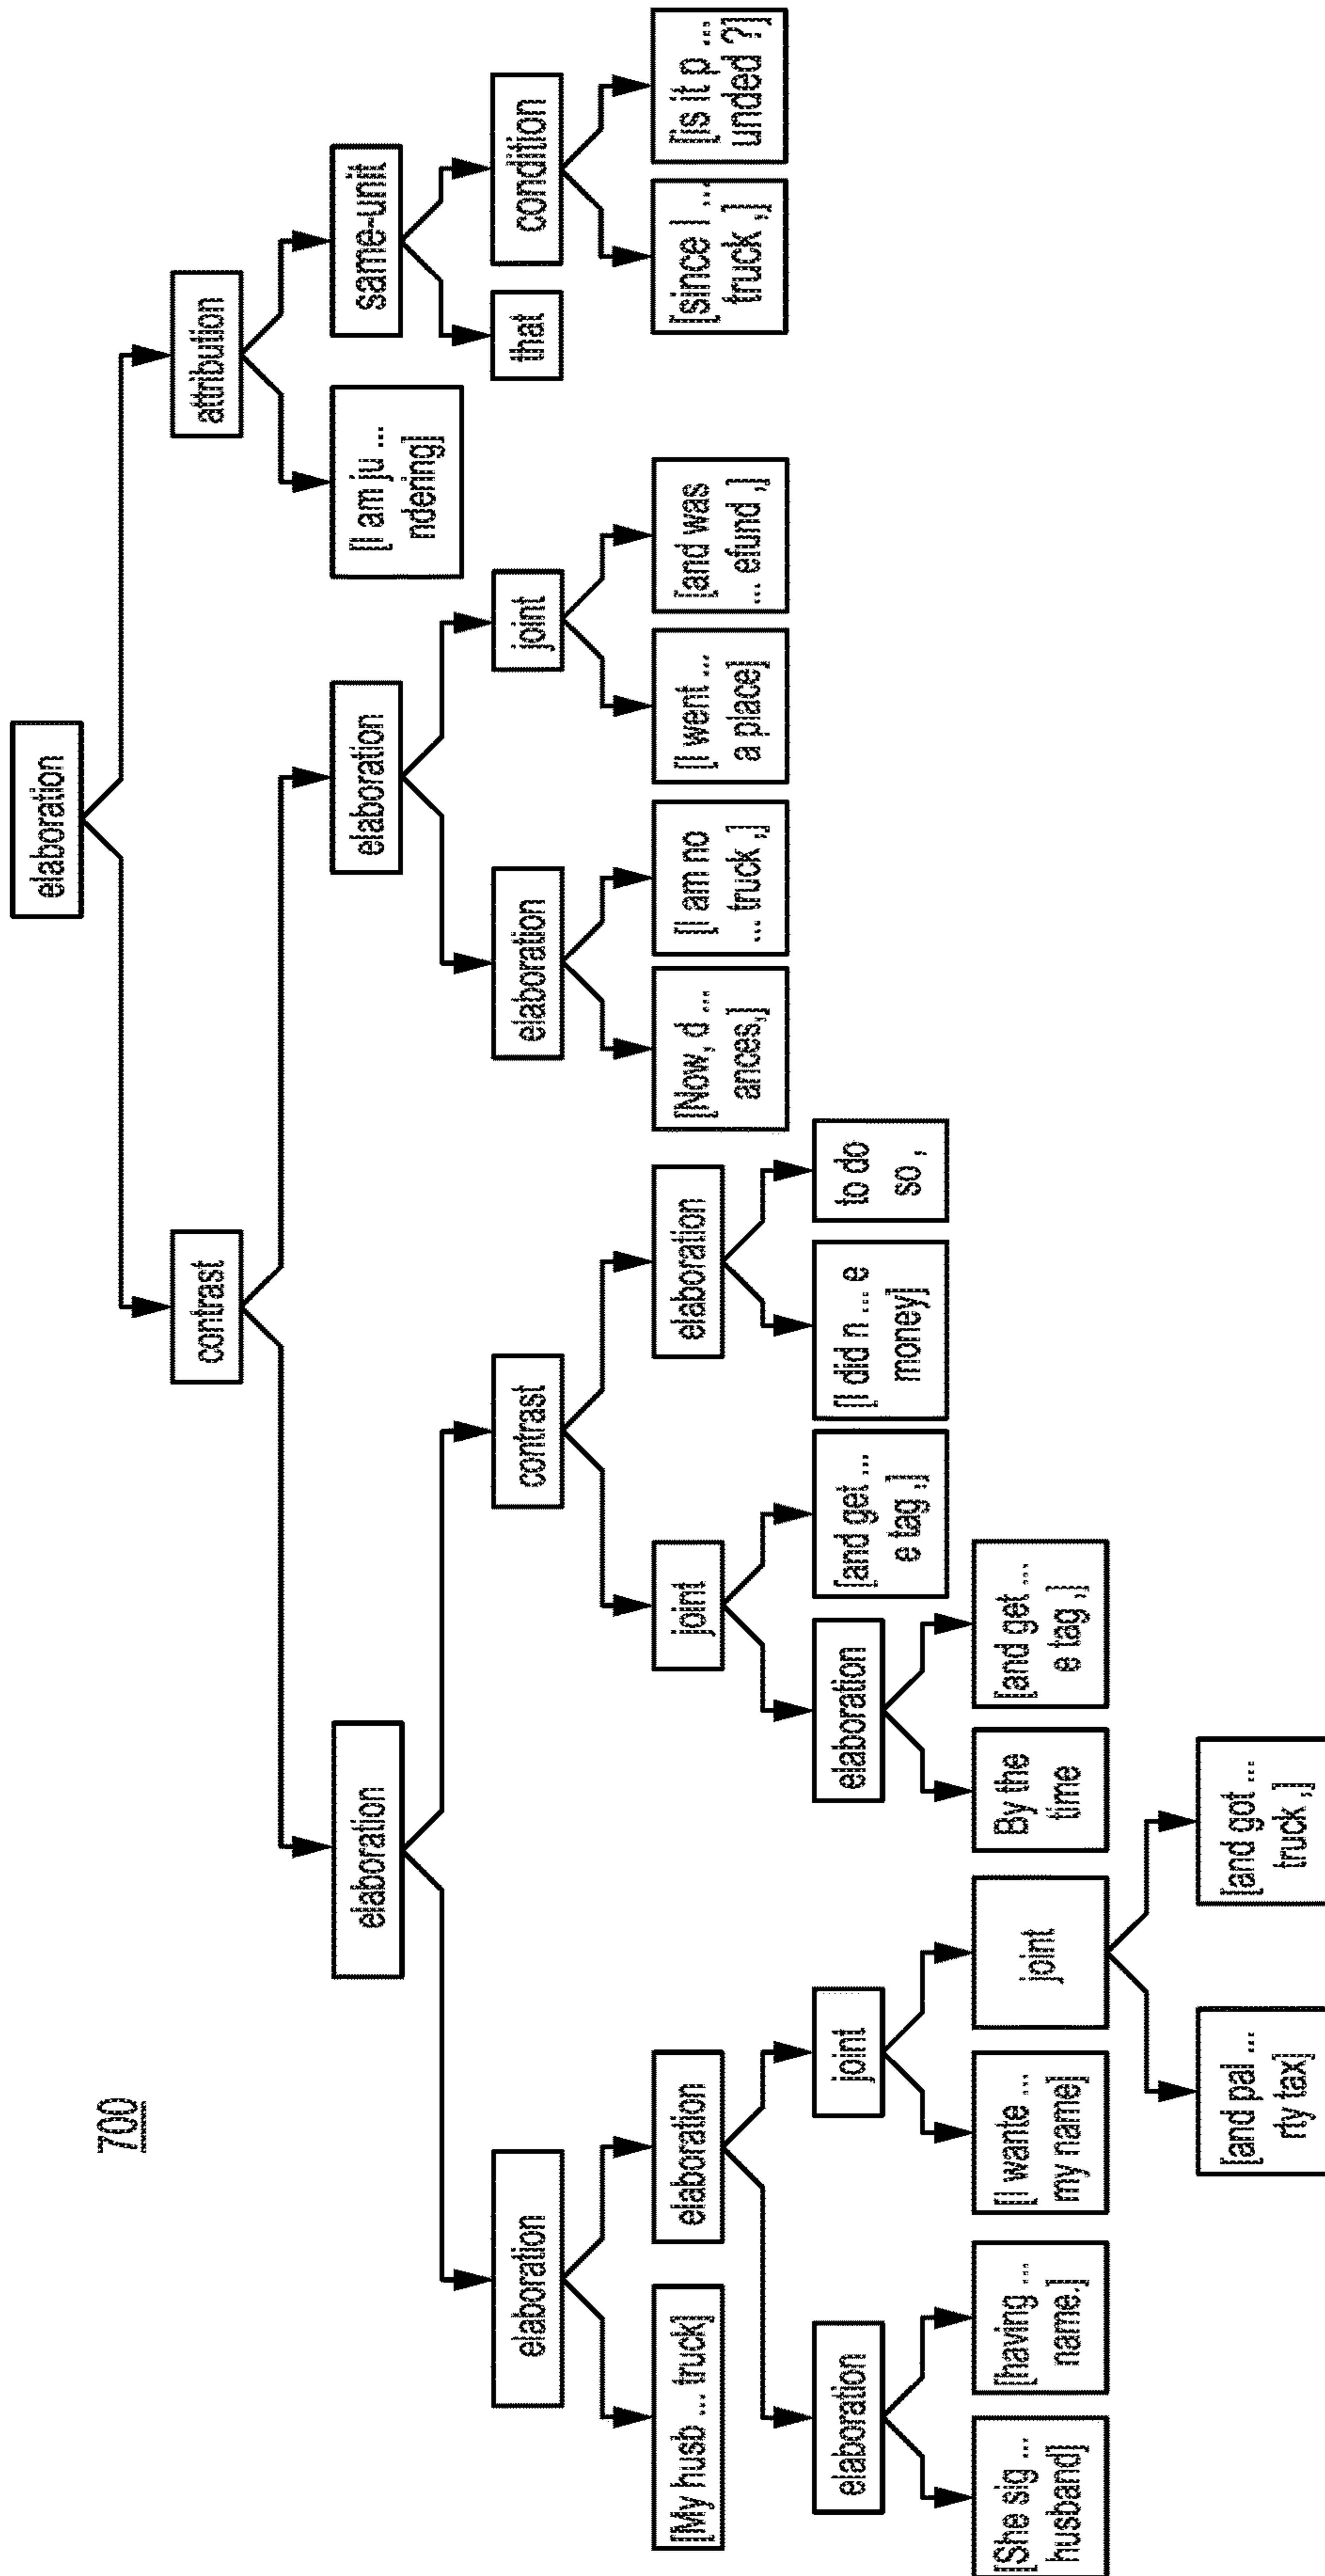 700
elaboration
contrast
attribution
elaboration
elaboration
[I am ju ...
ndering]
same-unit
elaboration
contrast
elaboration
joint
that
condition
[My husb ... truck]
elaboration
joint
elaboration
[Now, d ...
ances,]
[I am no
... truck ,]
[I went ...
a place]
[and was
... efund ,]
[since I ...
truck ,]
[is it p ...
unded ?]
elaboration
joint
elaboration
[and get ...
e tag ,]
[I did n ... e
money]
to do
so ,
[She sig ...
husband]
[having ...
name.]
[I wante ...
my name]
joint
By the
time
[and get ...
e tag ,]
[and pal ...
rty tax]
[and got ...
truck ,]